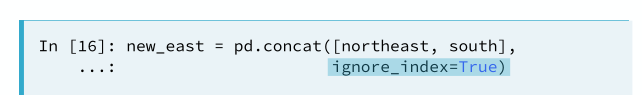 In [16]: new_east = pd.concat([northeast, south],
...: ignore_index=True)